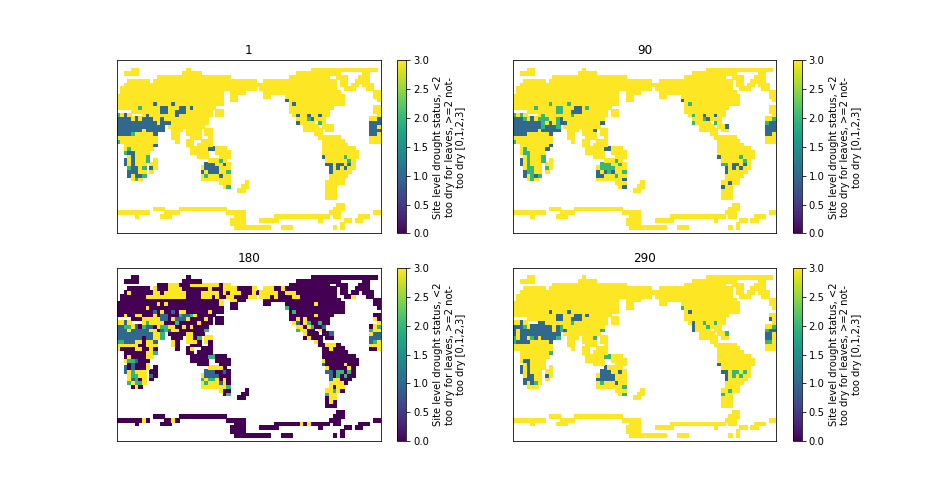 1
3.0
2.5
2.0
1.5
1.0
0.5
0.0
Site level drought status, <2
too dry for leaves, >=2 not-
too dry [0,1,2,3]
90
3.0
2.5
2.0
1.5
1.0
0.5
0.0
Site level drought status, <2
too dry for leaves, >=2 not-
too dry [0,1,2,3]
180
3.0
2.5
2.0
1.5
1.0
0.5
0.0
Site level drought status, <2
too dry for leaves, >=2 not-
too dry [0,1,2,3]
290
3.0
2.5
2.0
1.5
1.0
0.5
0.0
Site level drought status, <2
too dry for leaves, >=2 not-
too dry [0,1,2,3]